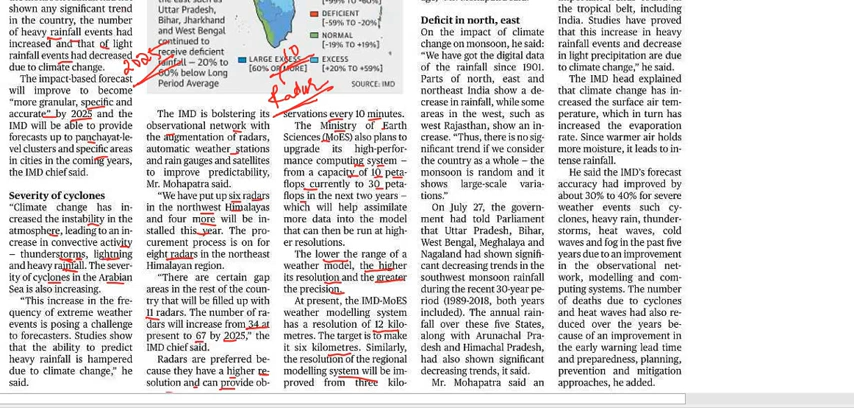 shown any significant trend
in the country, the number
of heavy rainfall events had
increased and that of light
rainfall events had decreased
due to climate change.
The impact-based forecast
will improve to become
“more granular, specific and
accurate” by 2025 and the
IMD will be able to provide
forecasts up to panchayat-le-
vel clusters and specific areas
in cities in the coming years,
the IMD chief said.
Severity of cyclones
“Climate change has in-
creased the instability in the
atmosphere, leading to an in-
crease in convective activity
– thunderstorms, lightning
and heavy rainfall. The sever-
ity of cyclones in the Arabian
Sea is also increasing.
“This increase in the fre-
quency of extreme weather
events is posing a challenge
to forecasters. Studies show
that the ability to predict
heavy rainfall is hampered
due to climate change,” he
said.
Uttar Pradesh,
Bihar, Jharkhand
and West Bengal
continued to
receive deficient
rainfall – 20% to
60% below Long
Period Average
DEFICIENT
[-59% TO -20%]
NORMAL
[-19% TO +19%]
LARGE EXCESS
[60% OR MORE]
EXCESS
[+20% TO +59%]
SOURCE: IMD
Radar
The IMD is bolstering its
observational network with
the augmentation of radars,
automatic weather stations
and rain gauges and satellites
to improve predictability,
Mr. Mohapatra said.
“We have put up six radars
in the northwest Himalayas
and four more will be in-
stalled this year. The pro-
curement process is on for
eight radars in the northeast
Himalayan region.
“There are certain gap
areas in the rest of the coun-
try that will be filled up with
11 radars. The number of ra-
dars will increase from 34 at
present to 67 by 2025,” the
IMD chief said.
Radars are preferred be-
cause they have a higher re-
solution and can provide ob-
servations every 10 minutes.
The Ministry of Earth
Sciences (MoES) also plans to
upgrade its high-perfor-
mance computing system –
from a capacity of 10 peta-
flops currently to 30 peta-
flops in the next two years –
which will help assimilate
more data into the model
that can then be run at high-
er resolutions.
The lower the range of a
weather model, the higher
its resolution and the greater
the precision.
At present, the IMD-MoES
weather modelling system
has a resolution of 12 kilo-
metres. The target is to make
it six kilometres. Similarly,
the resolution of the regional
modelling system will be im-
proved from three kilo-
Deficit in north, east
On the impact of climate
change on monsoon, he said:
“We have got the digital data
of the rainfall since 1901.
Parts of north, east and
northeast India show a de-
crease in rainfall, while some
areas in the west, such as
west Rajasthan, show an in-
crease. “Thus, there is no sig-
nificant trend if we consider
the country as a whole – the
monsoon is random and it
shows large-scale varia-
tions.”
On July 27, the govern-
ment had told Parliament
that Uttar Pradesh, Bihar,
West Bengal, Meghalaya and
Nagaland had shown signifi-
cant decreasing trends in the
southwest monsoon rainfall
during the recent 30-year pe-
riod (1989-2018, both years
included). The annual rain-
fall over these five States,
along with Arunachal Pra-
desh and Himachal Pradesh,
had also shown significant
decreasing trends, it said.
Mr. Mohapatra said an
the tropical belt, including
India. Studies have proved
that this increase in heavy
rainfall events and decrease
in light precipitation are due
to climate change,” he said.
The IMD head explained
that climate change has in-
creased the surface air tem-
perature, which in turn has
increased the evaporation
rate. Since warmer air holds
more moisture, it leads to in-
tense rainfall.
He said the IMD’s forecast
accuracy had improved by
about 30% to 40% for severe
weather events such as cy-
clones, heavy rain, thunder-
storms, heat waves, cold
waves and fog in the past five
years due to an improvement
in the observational net-
work, modelling and com-
puting systems. The number
of deaths due to cyclones
and heat waves had also re-
duced over the years be-
cause of an improvement in
the early warning lead time
and preparedness, planning,
prevention and mitigation
approaches, he added.